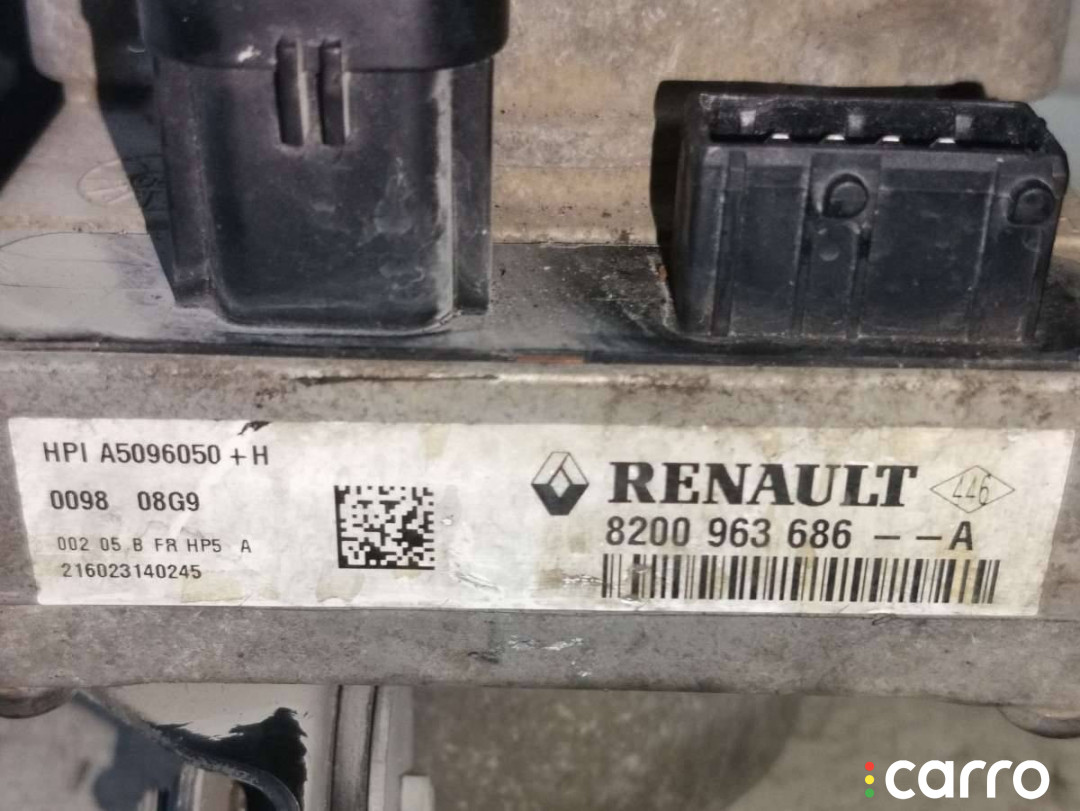 HPI A5096050 + H
0098 08G9
002 05 B FR HP5 A
216023140245
RENAULT 446
8200 963 686 - - A
carro